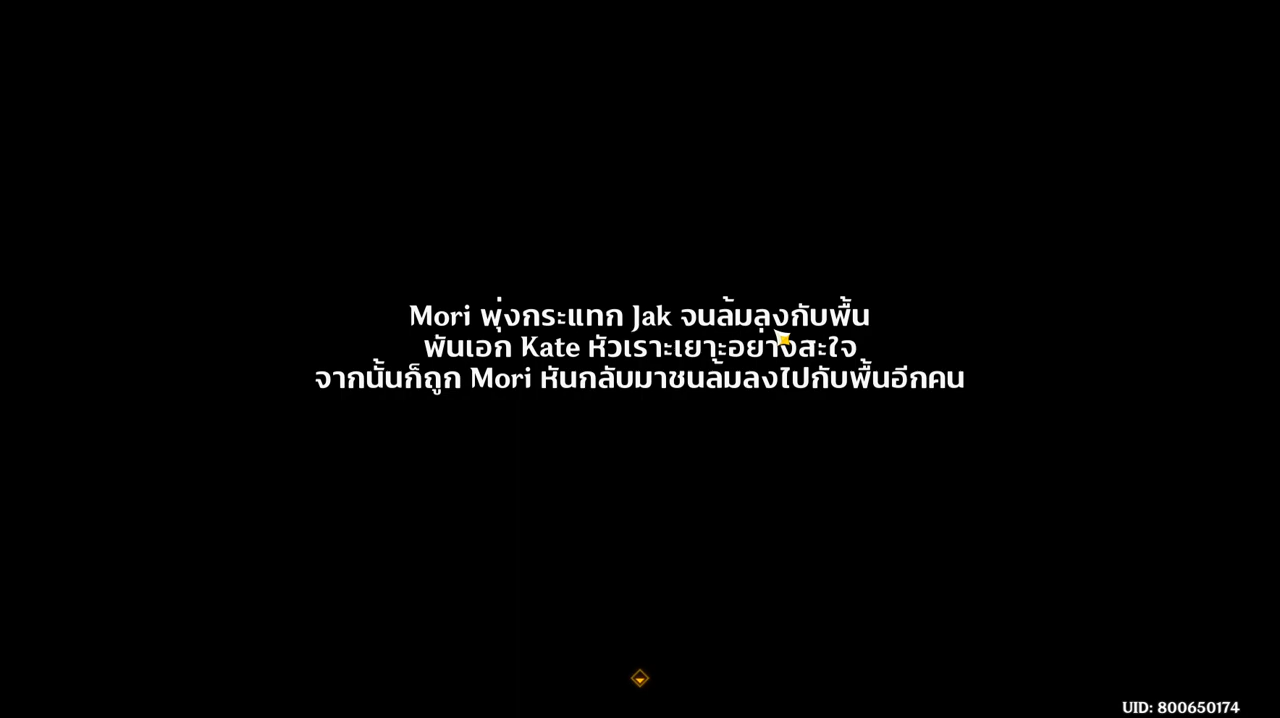 Mori พุ่งกระแทก Jak จนล้มลงกับพื้น
พันเอก Kate หัวเราะเยาะอย่างสะใจ
จากนั้นก็ถูก Mori หันกลับมาชนล้มลงไปกับพื้นอีกคน
UID: 800650174